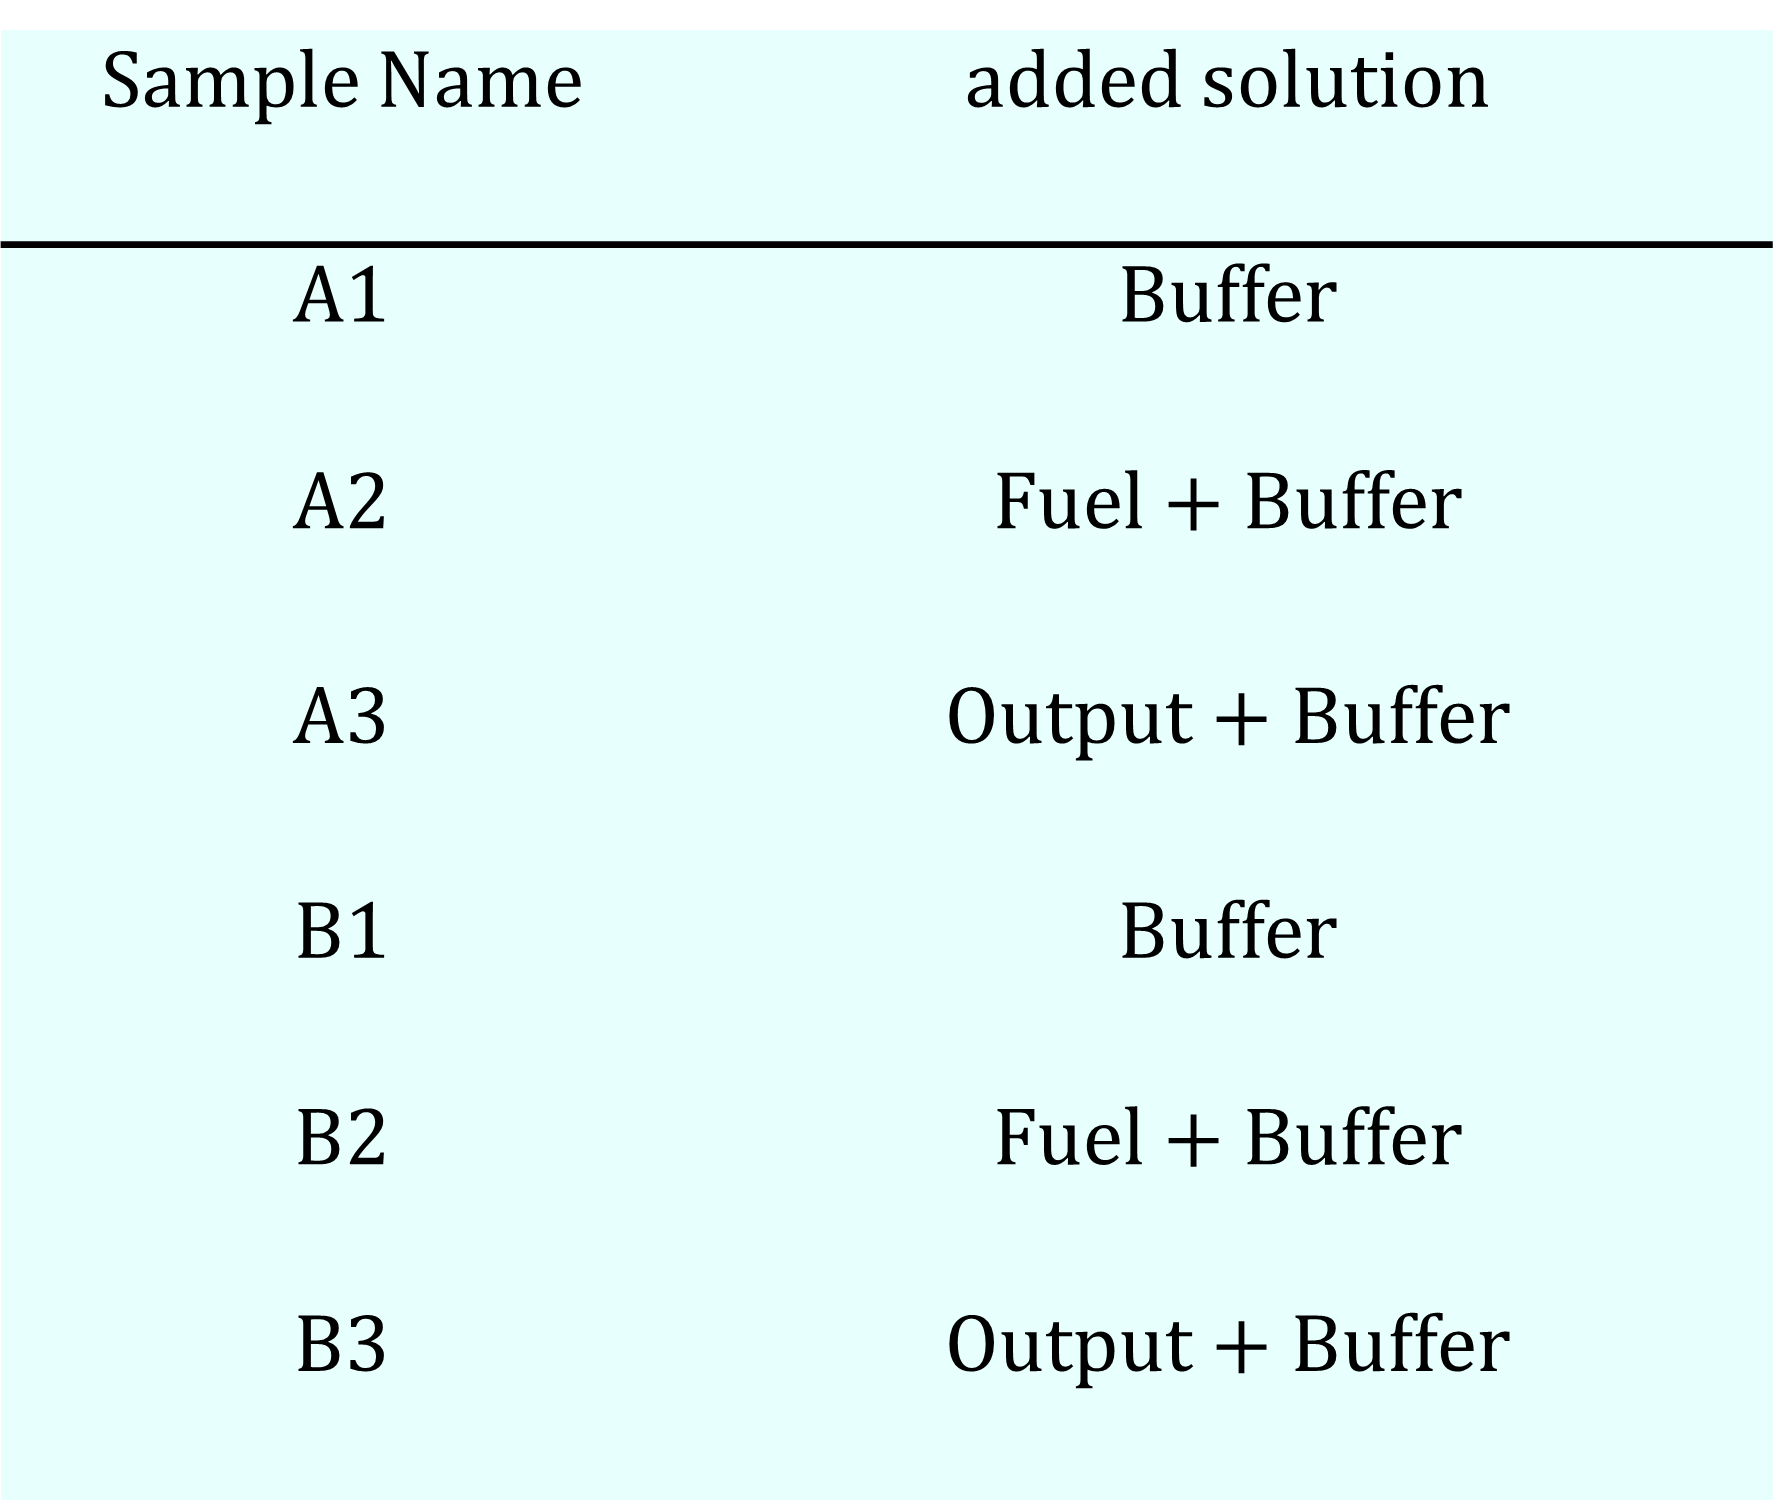 Sample Name added solution
A1 Buffer
A2 Fuel + Buffer
A3 Output + Buffer
B1 Buffer
B2 Fuel + Buffer
B3 Output + Buffer